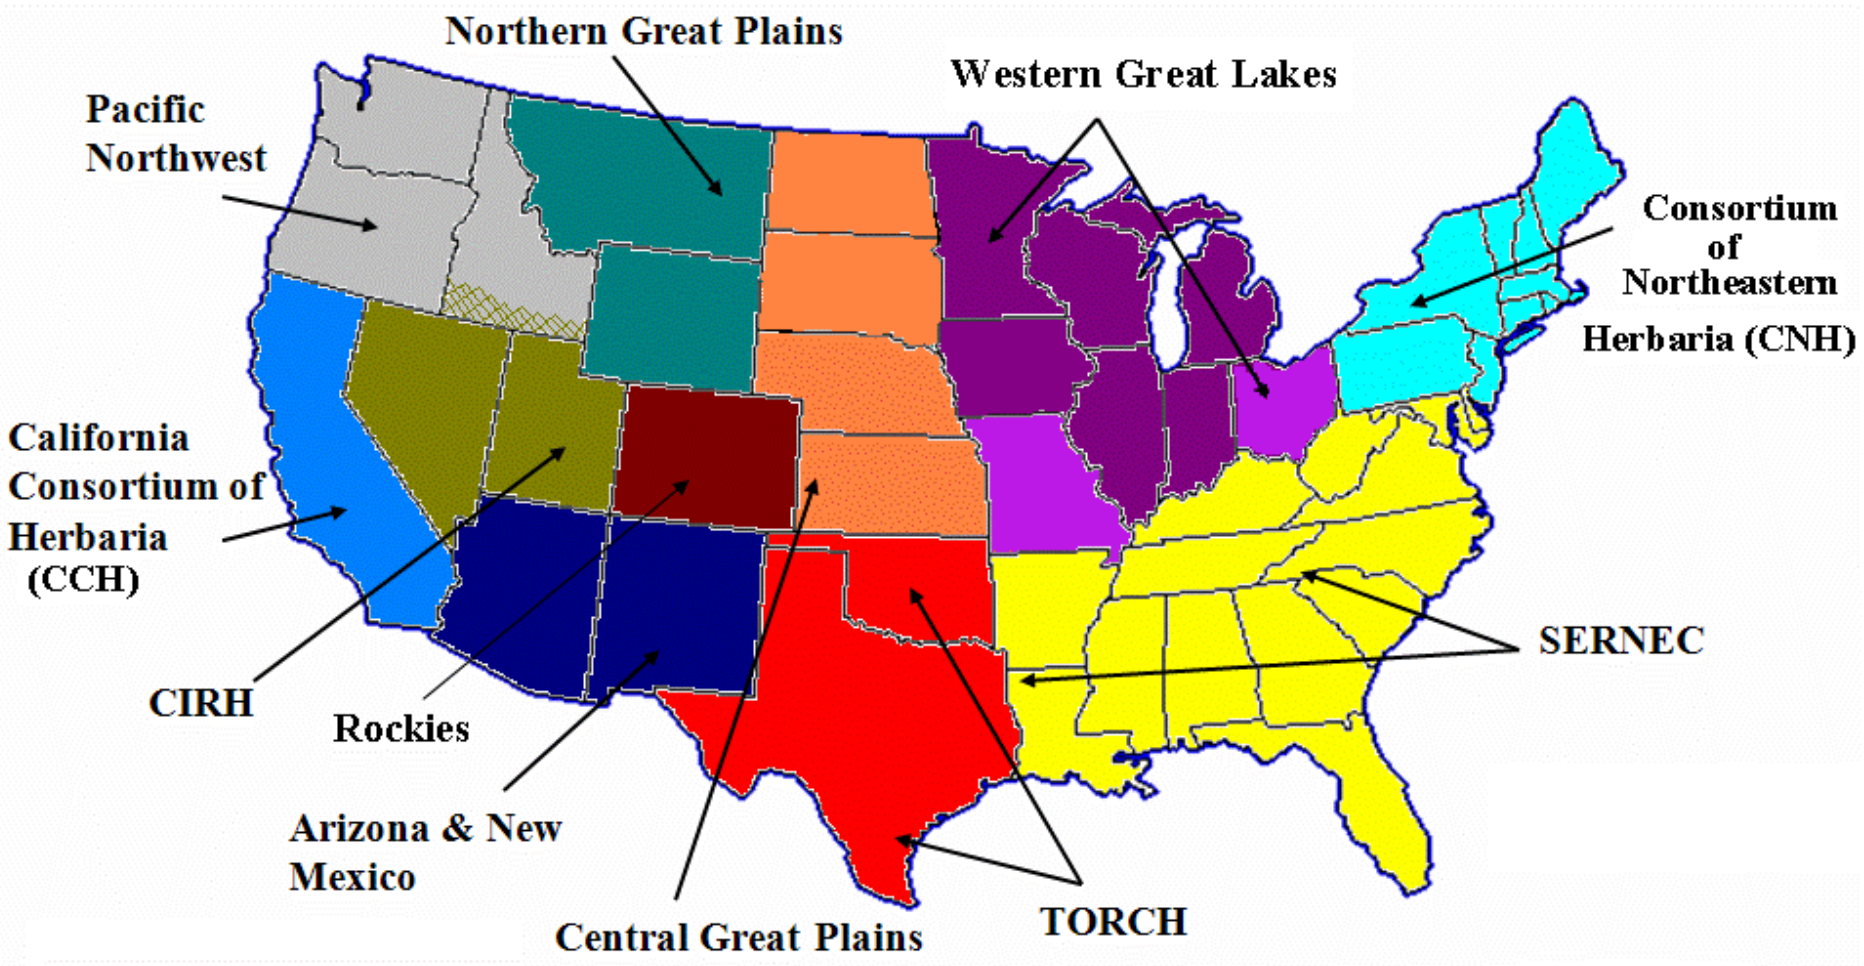 Northern Great Plains
Western Great Lakes
Pacific
Northwest
Consortium
of
Northeastern
Herbaria (CNH)
California
Consortium of
Herbaria
(CCH)
SERNEC
CIRH
Rockies
Arizona & New
Mexico
TORCH
Central Great Plains